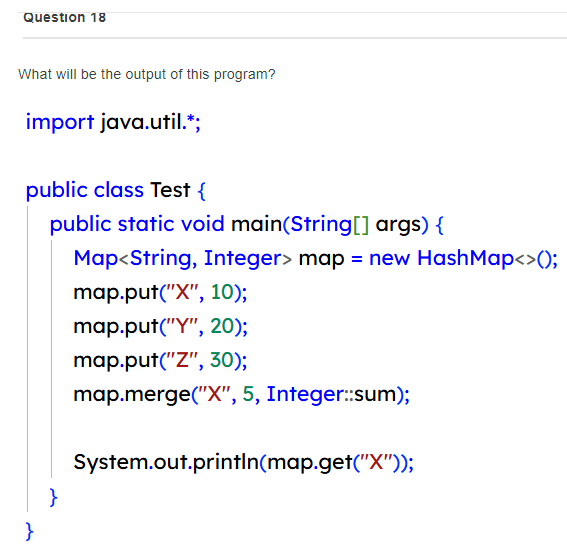 Question 18
What will be the output of this program?
import java.util.*;
public class Test {
public static void main(String[] args) {
Map<String, Integer> map = new HashMap<>();
map.put("X", 10);
map.put("Y", 20);
map.put("Z", 30);
map.merge("X", 5, Integer::sum);
System.out.println(map.get("X"));
}
}